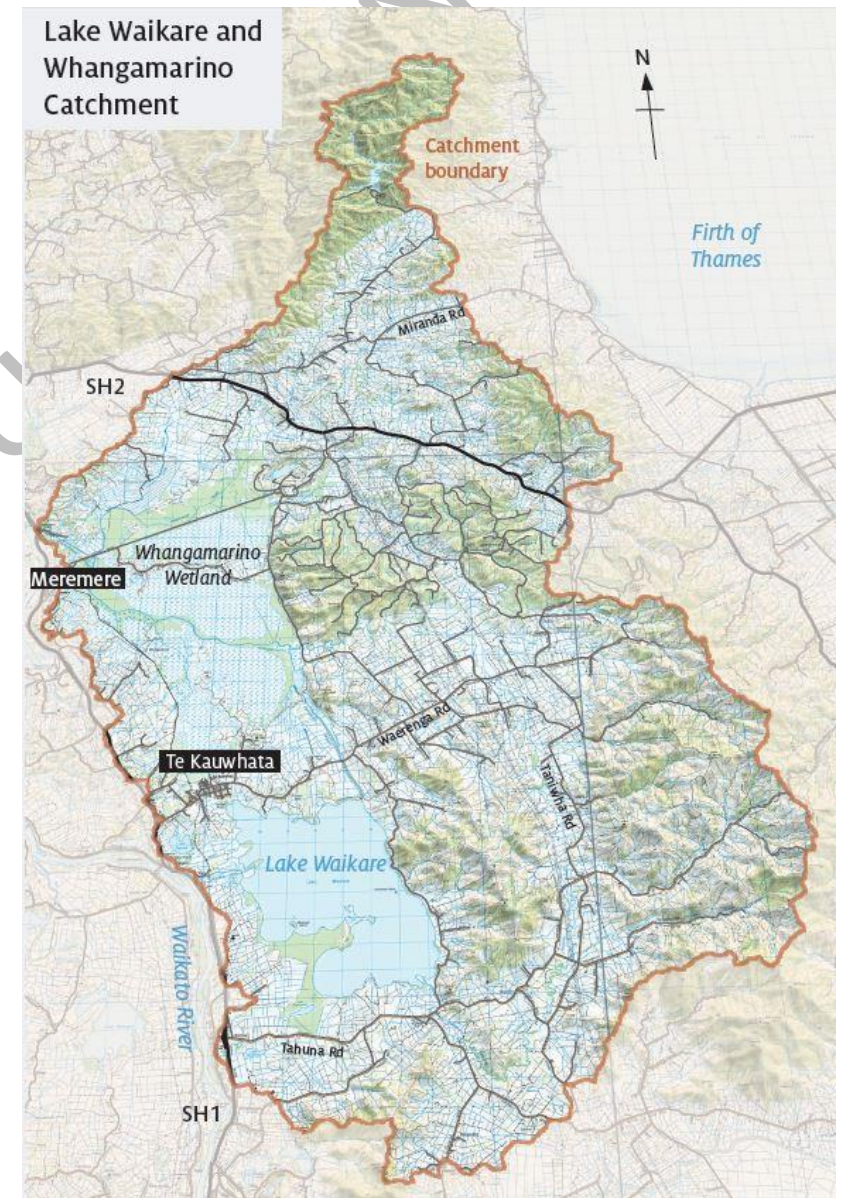 Lake Waikare and
Whangamarino
Catchment
N
Catchment
boundary
Firth of
Thames
Miranda Rd
SH2
Whangamarino
Wetland
Meremere
Waerenga Rd
Te Kauwhata
Taniwha Rd
Lake Waikare
Waikato River
Tahuna Rd
SH1